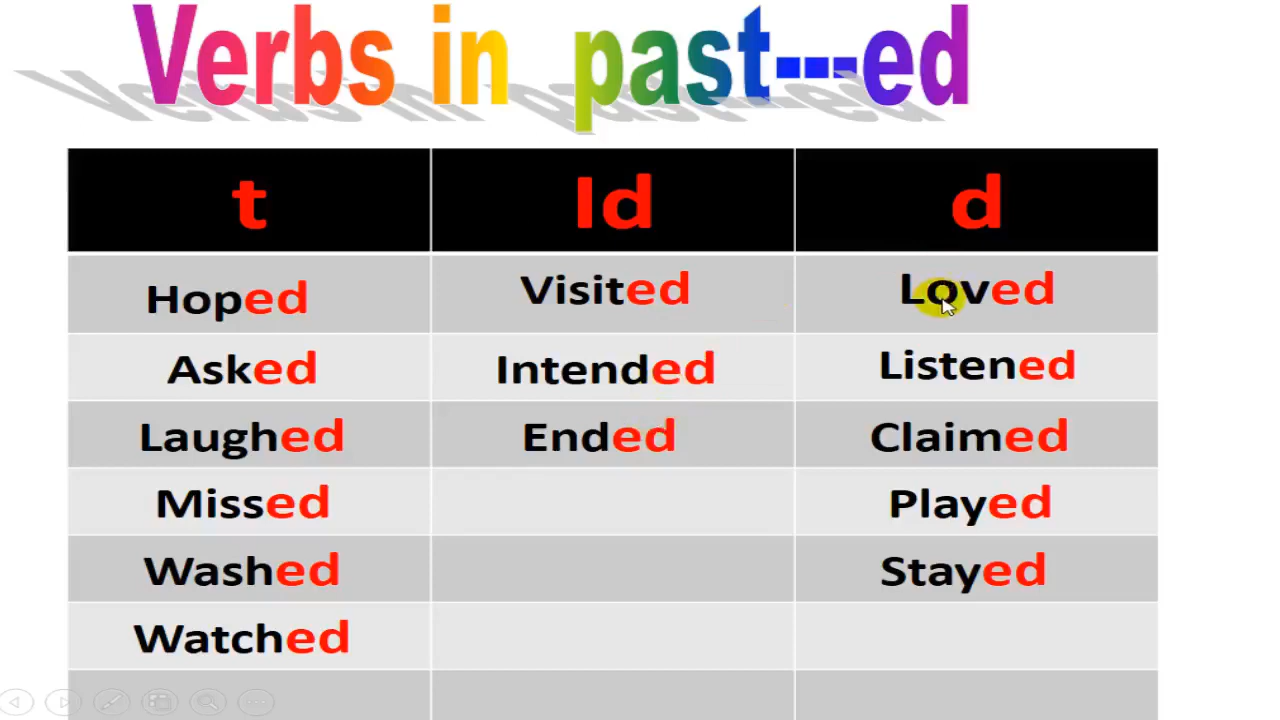 Verbs in past---ed
t Id d
Hoped Visited Loved
Asked Intended Listened
Laughed Ended Claimed
Missed Played
Washed Stayed
Watched